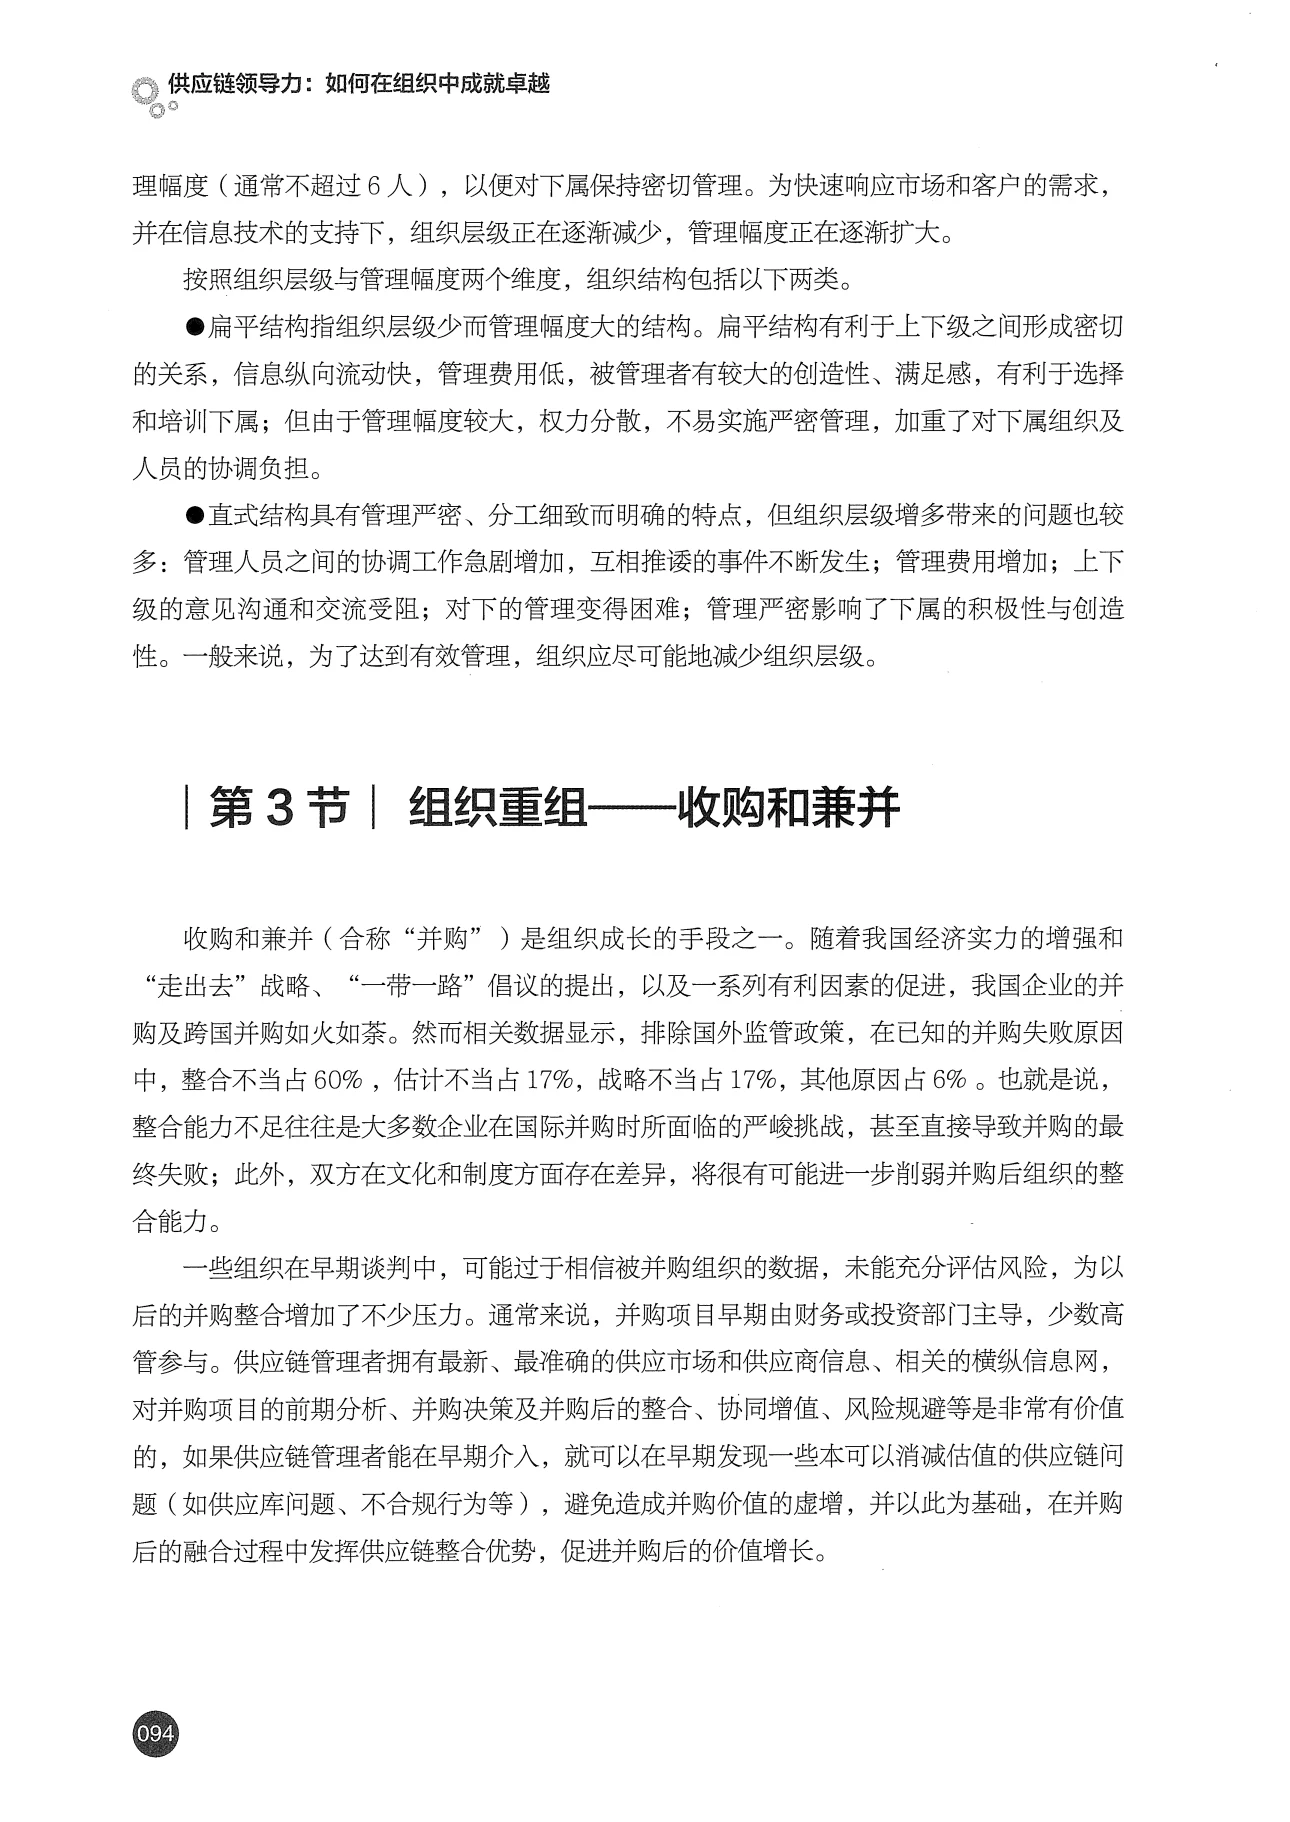 供应链领导力：如何在组织中成就卓越
理幅度（通常不超过 6 人），以便对下属保持密切管理。为快速响应市场和客户的需求，
并在信息技术的支持下，组织层级正在逐渐减少，管理幅度正在逐渐扩大。
按照组织层级与管理幅度两个维度，组织结构包括以下两类。
●扁平结构指组织层级少而管理幅度大的结构。扁平结构有利于上下级之间形成密切
的关系，信息纵向流动快，管理费用低，被管理者有较大的创造性、满足感，有利于选择
和培训下属；但由于管理幅度较大，权力分散，不易实施严密管理，加重了对下属组织及
人员的协调负担。
●直式结构具有管理严密、分工细致而明确的特点，但组织层级增多带来的问题也较
多：管理人员之间的协调工作急剧增加，互相推诿的事件不断发生；管理费用增加；上下
级的意见沟通和交流受阻；对下的管理变得困难；管理严密影响了下属的积极性与创造
性。一般来说，为了达到有效管理，组织应尽可能地减少组织层级。
|第 3 节| 组织重组——收购和兼并
收购和兼并（合称“并购”）是组织成长的手段之一。随着我国经济实力的增强和
“走出去”战略、“一带一路”倡议的提出，以及一系列有利因素的促进，我国企业的并
购及跨国并购如火如荼。然而相关数据显示，排除国外监管政策，在已知的并购失败原因
中，整合不当占 60%，估计不当占 17%，战略不当占 17%，其他原因占 6%。也就是说，
整合能力不足往往是大多数企业在国际并购时所面临的严峻挑战，甚至直接导致并购的最
终失败；此外，双方在文化和制度方面存在差异，将很有可能进一步削弱并购后组织的整
合能力。
一些组织在早期谈判中，可能过于相信被并购组织的数据，未能充分评估风险，为以
后的并购整合增加了不少压力。通常来说，并购项目早期由财务或投资部门主导，少数高
管参与。供应链管理者拥有最新、最准确的供应市场和供应商信息、相关的横纵信息网，
对并购项目的前期分析、并购决策及并购后的整合、协同增值、风险规避等是非常有价值
的，如果供应链管理者能在早期介入，就可以在早期发现一些本可以消减估值的供应链问
题（如供应库问题、不合规行为等），避免造成并购价值的虚增，并以此为基础，在并购
后的融合过程中发挥供应链整合优势，促进并购后的价值增长。
094